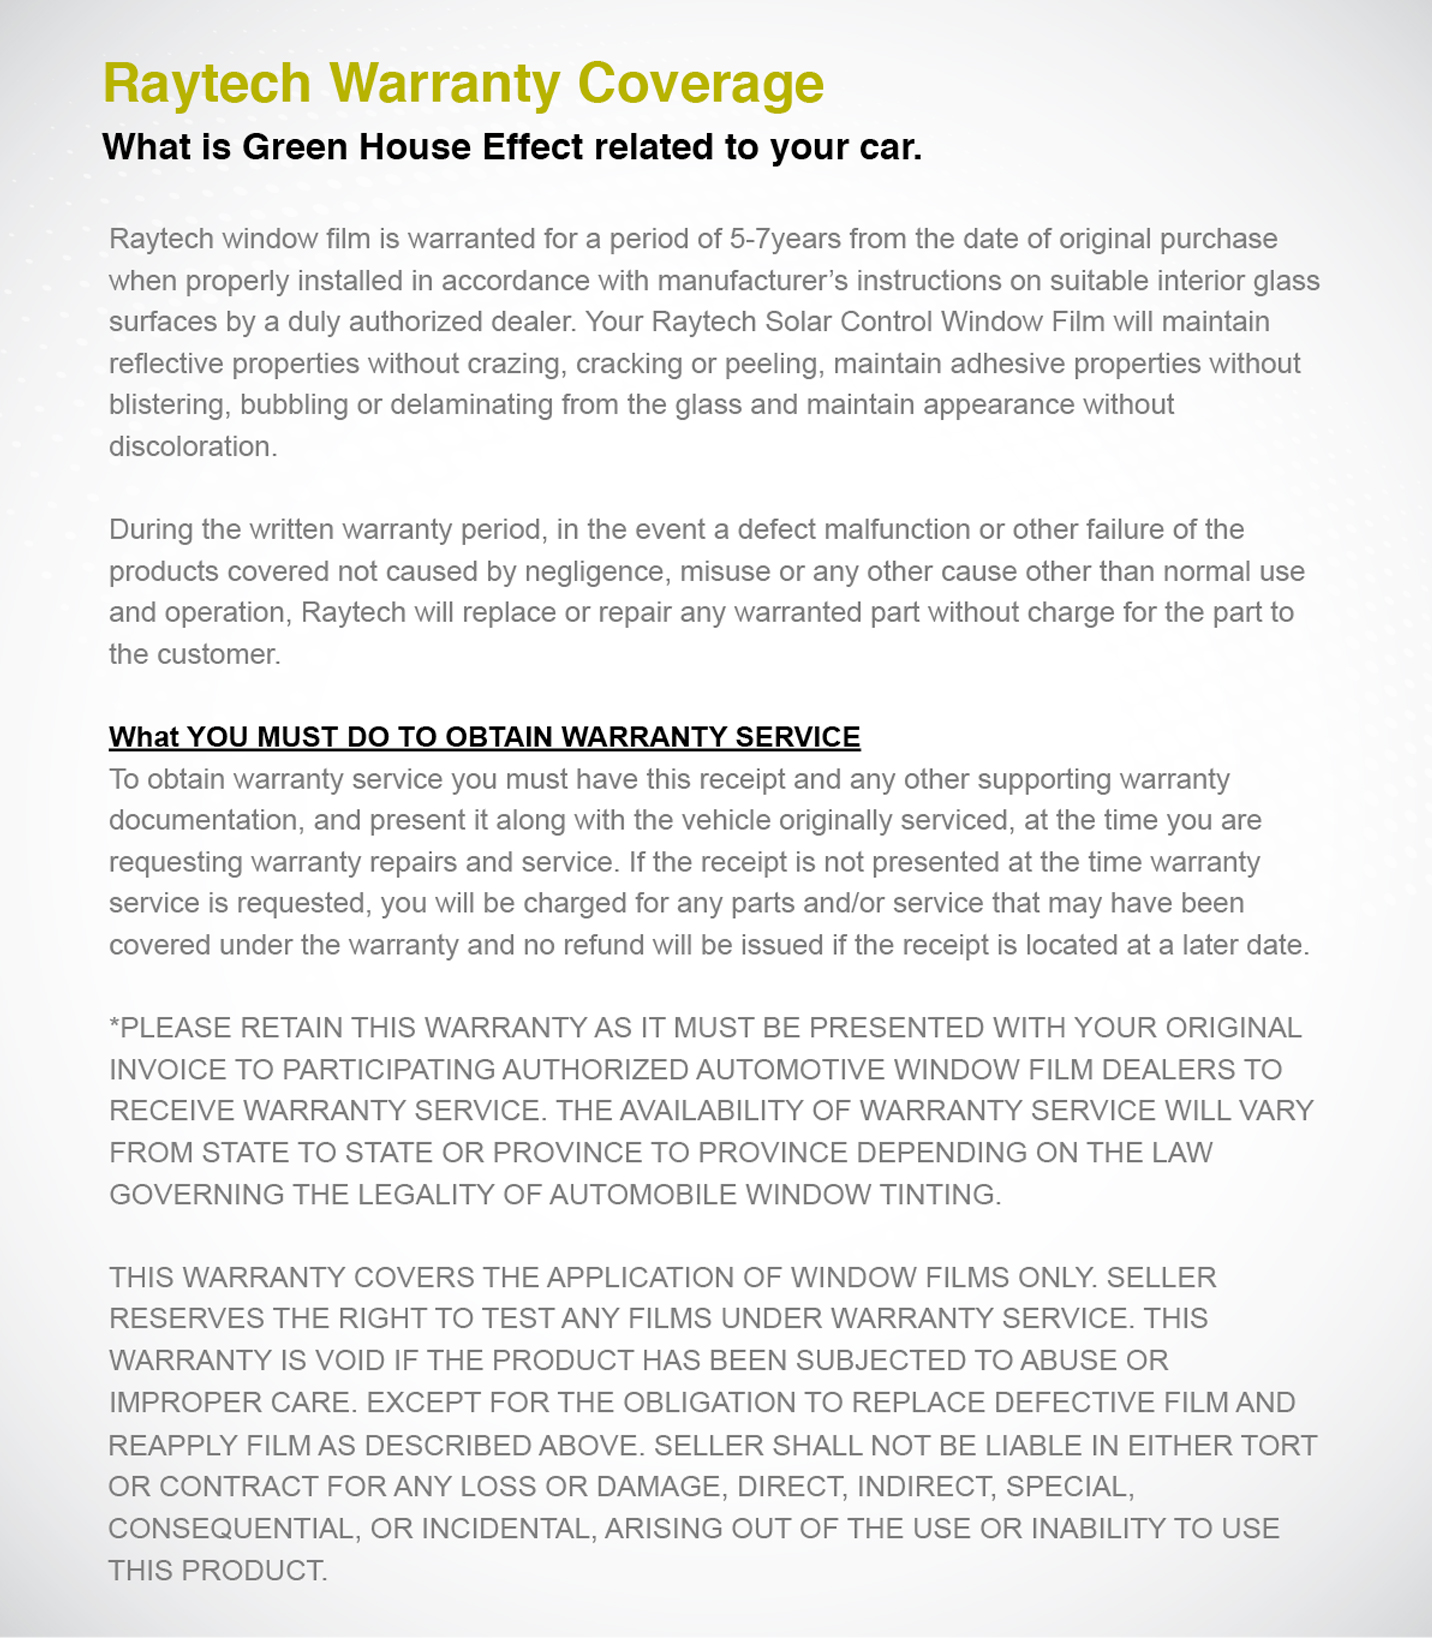 Raytech Warranty Coverage
What is Green House Effect related to your car.
Raytech window film is warranted for a period of 5-7years from the date of original purchase
when properly installed in accordance with manufacturer’s instructions on suitable interior glass
surfaces by a duly authorized dealer. Your Raytech Solar Control Window Film will maintain
reflective properties without crazing, cracking or peeling, maintain adhesive properties without
blistering, bubbling or delaminating from the glass and maintain appearance without
discoloration.
During the written warranty period, in the event a defect malfunction or other failure of the
products covered not caused by negligence, misuse or any other cause other than normal use
and operation, Raytech will replace or repair any warranted part without charge for the part to
the customer.
What YOU MUST DO TO OBTAIN WARRANTY SERVICE
To obtain warranty service you must have this receipt and any other supporting warranty
documentation, and present it along with the vehicle originally serviced, at the time you are
requesting warranty repairs and service. If the receipt is not presented at the time warranty
service is requested, you will be charged for any parts and/or service that may have been
covered under the warranty and no refund will be issued if the receipt is located at a later date.
*PLEASE RETAIN THIS WARRANTY AS IT MUST BE PRESENTED WITH YOUR ORIGINAL
INVOICE TO PARTICIPATING AUTHORIZED AUTOMOTIVE WINDOW FILM DEALERS TO
RECEIVE WARRANTY SERVICE. THE AVAILABILITY OF WARRANTY SERVICE WILL VARY
FROM STATE TO STATE OR PROVINCE TO PROVINCE DEPENDING ON THE LAW
GOVERNING THE LEGALITY OF AUTOMOBILE WINDOW TINTING.
THIS WARRANTY COVERS THE APPLICATION OF WINDOW FILMS ONLY. SELLER
RESERVES THE RIGHT TO TEST ANY FILMS UNDER WARRANTY SERVICE. THIS
WARRANTY IS VOID IF THE PRODUCT HAS BEEN SUBJECTED TO ABUSE OR
IMPROPER CARE. EXCEPT FOR THE OBLIGATION TO REPLACE DEFECTIVE FILM AND
REAPPLY FILM AS DESCRIBED ABOVE. SELLER SHALL NOT BE LIABLE IN EITHER TORT
OR CONTRACT FOR ANY LOSS OR DAMAGE, DIRECT, INDIRECT, SPECIAL,
CONSEQUENTIAL, OR INCIDENTAL, ARISING OUT OF THE USE OR INABILITY TO USE
THIS PRODUCT.